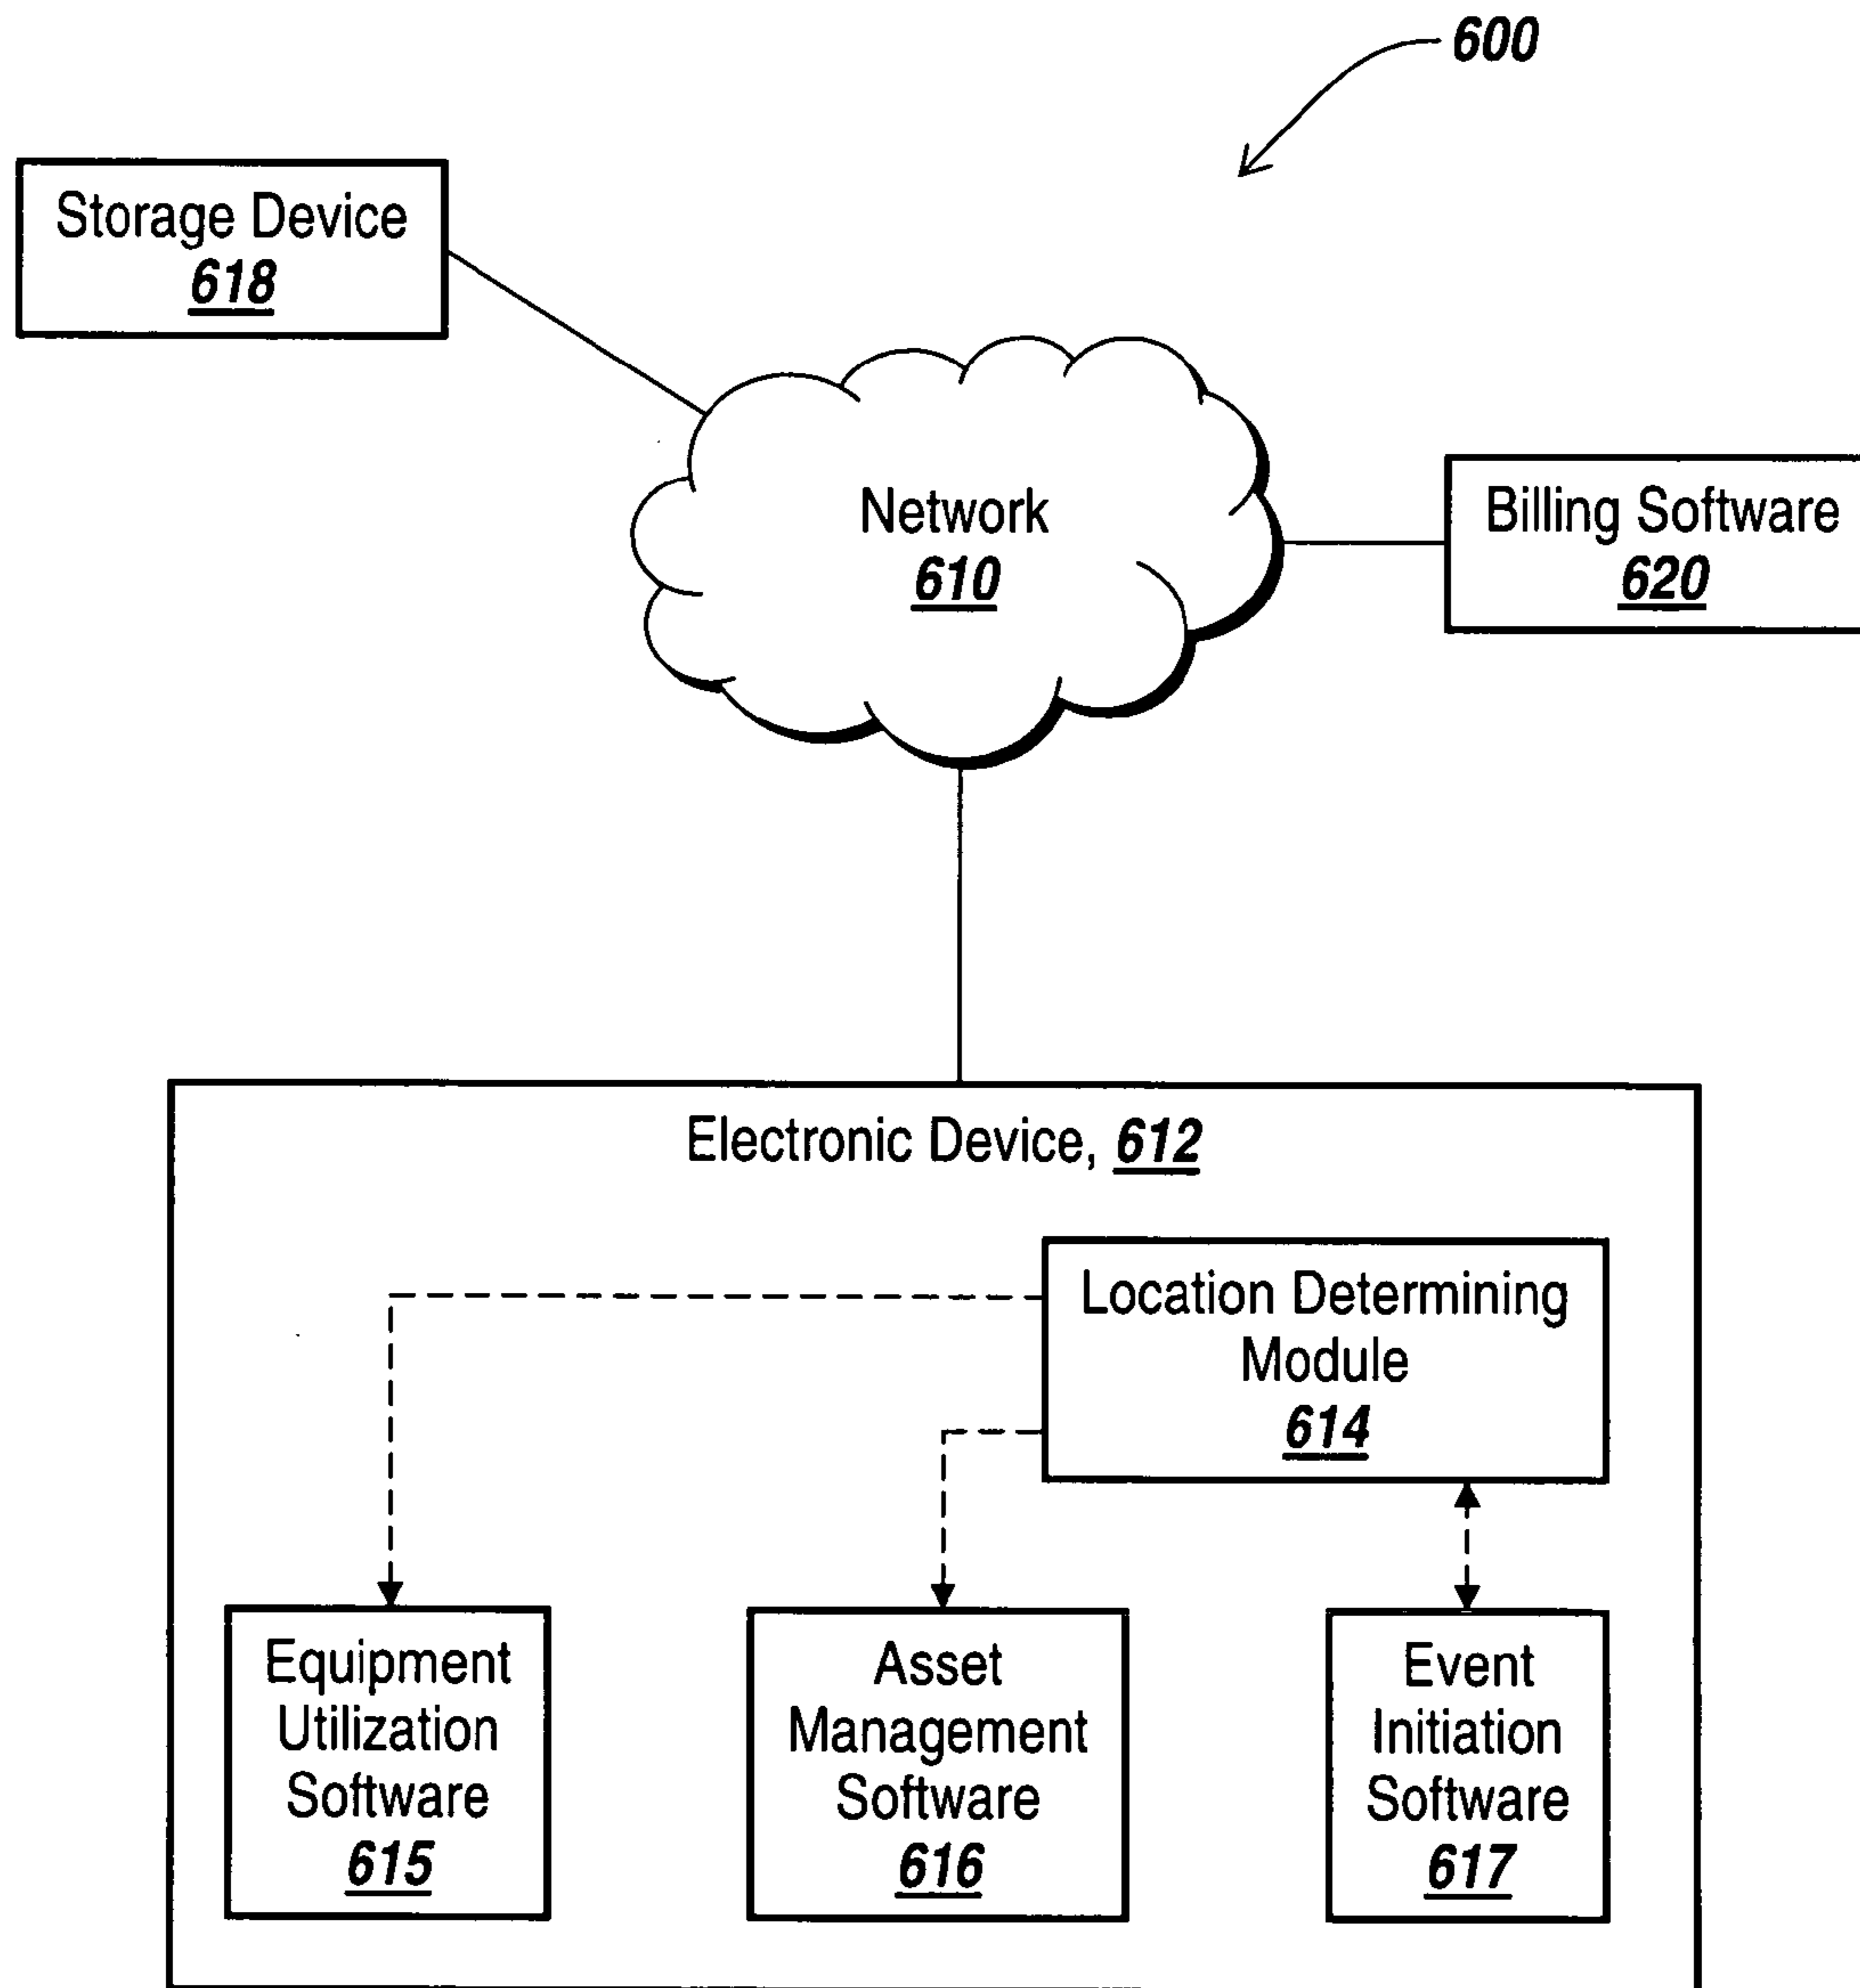 600
Storage Device
618
Network
610
Billing Software
620
Electronic Device, 612
Location Determining
Module
614
Equipment
Utilization
Software
615
Asset
Management
Software
616
Event
Initiation
Software
617